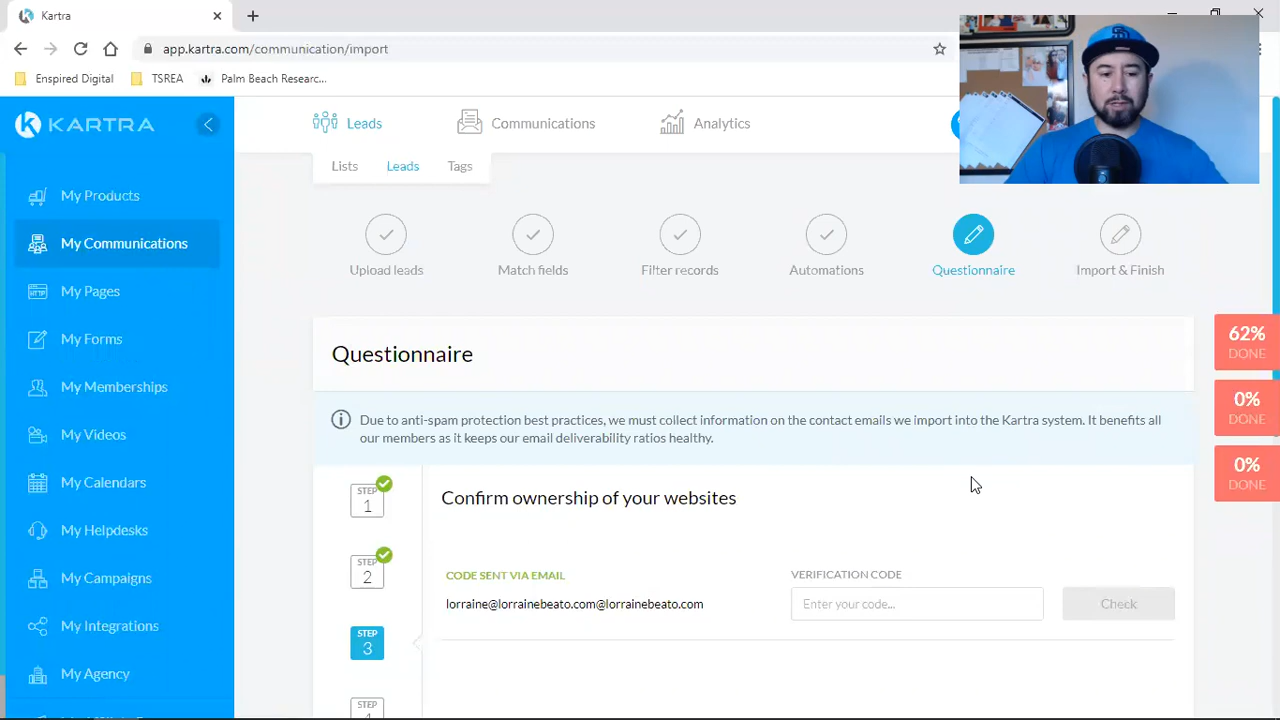 Kartra
app.kartra.com/communication/import
Enspired Digital
TSREA
Palm Beach Researc...
KARTRA
Leads
Communications
Analytics
Lists
Leads
Tags
My Products
My Communications
My Pages
My Forms
My Memberships
My Videos
My Calendars
My Helpdesks
My Campaigns
My Integrations
My Agency
Upload leads
Match fields
Filter records
Automations
Questionnaire
Import & Finish
62%
DONE
0%
DONE
0%
DONE
Questionnaire
Due to anti-spam protection best practices, we must collect information on the contact emails we import into the Kartra system. It benefits all
our members as it keeps our email deliverability ratios healthy.
STEP
1
STEP
2
STEP
3
STEP
Confirm ownership of your websites
CODE SENT VIA EMAIL
lorraine@lorrainebeato.com@lorrainebeato.com
VERIFICATION CODE
Enter your code...
Check